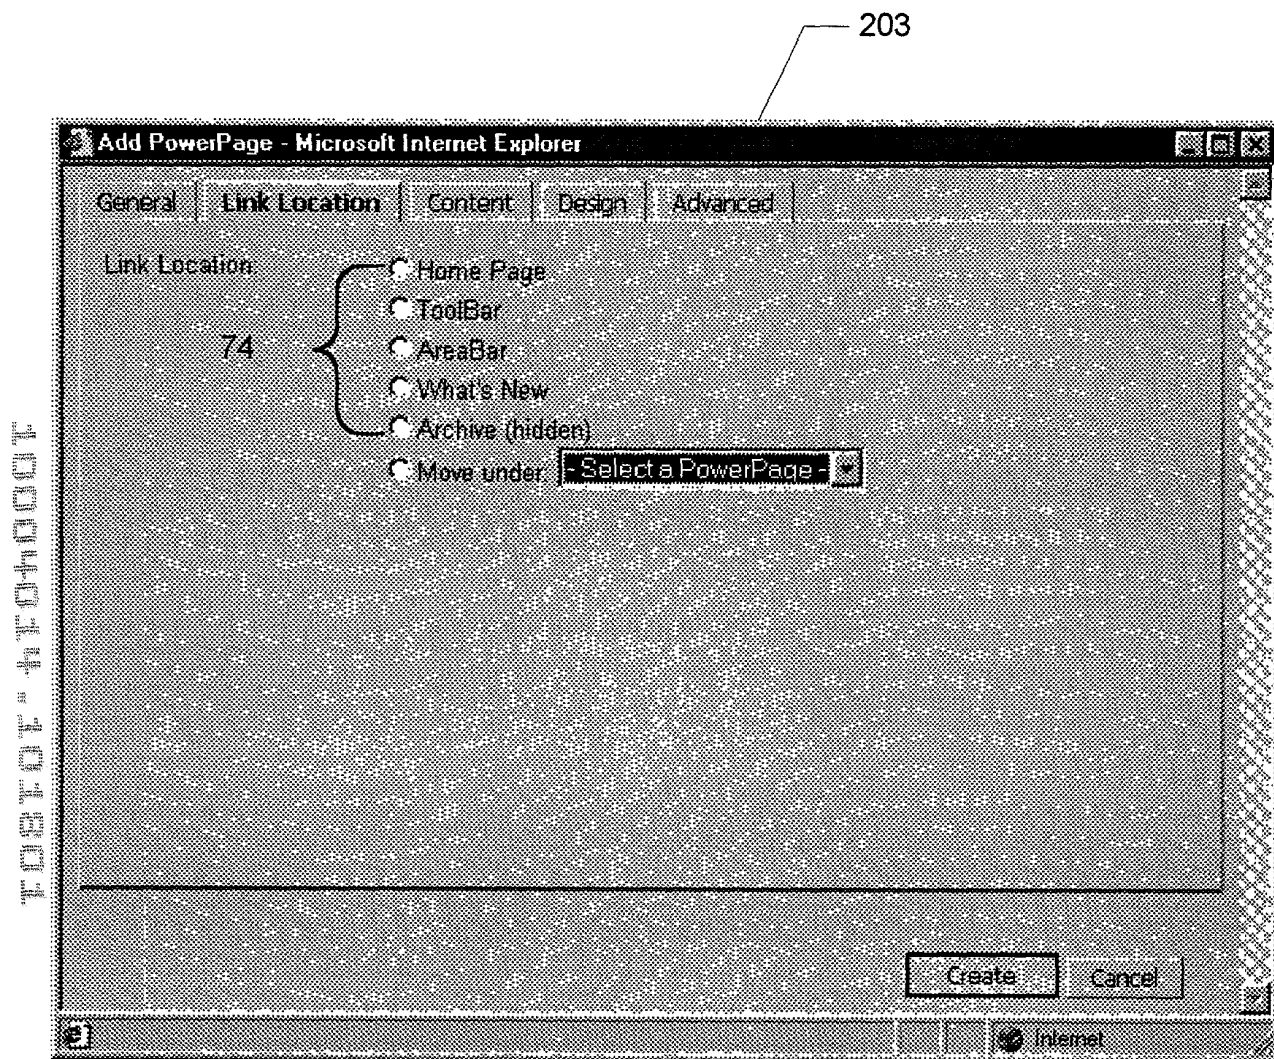 203
Add PowerPage - Microsoft Internet Explorer
General Link Location Content Design Advanced
Link Location:
Home Page
ToolBar
74
AreaBar
What's New
Archive (hidden)
Move under: - Select a PowerPage -
Create Cancel
Internet